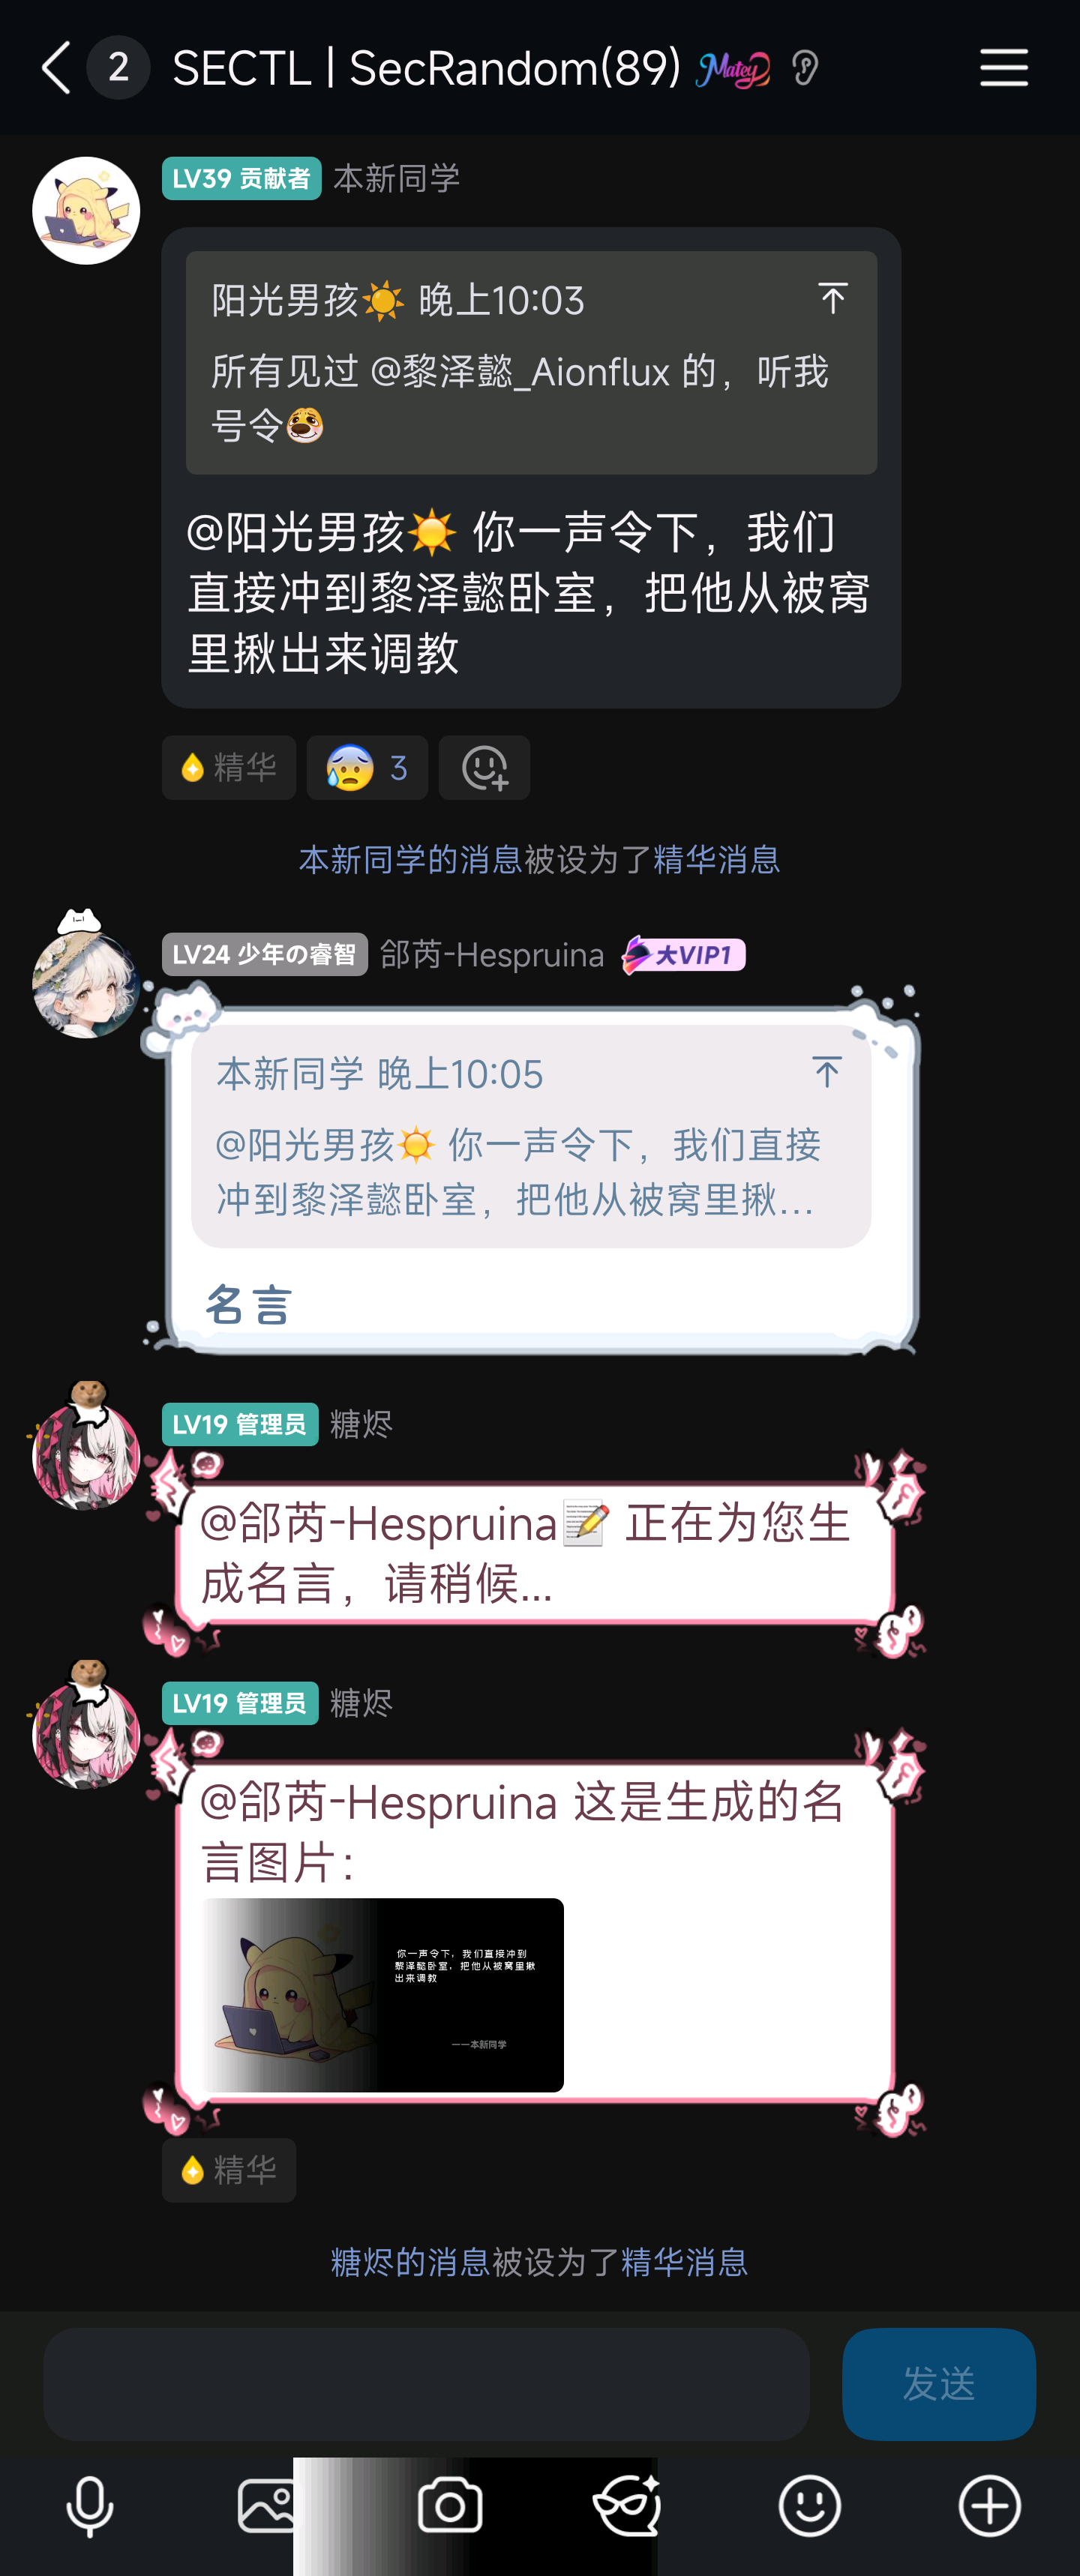 2 SECTL | SecRandom(89) Matey
LV39 贡献者 本新同学
阳光男孩☀️ 晚上10:03
所有见过 @黎泽懿_Aionflux 的，听我
号令
@阳光男孩☀️ 你一声令下，我们
直接冲到黎泽懿卧室，把他从被窝
里揪出来调教
精华 3
本新同学的消息被设为了精华消息
LV24 少年の睿智 郃芮-Hespruina 大VIP1
本新同学 晚上10:05
@阳光男孩☀️ 你一声令下，我们直接
冲到黎泽懿卧室，把他从被窝里揪...
名言
LV19 管理员 糖烬
@郃芮-Hespruina📝 正在为您生
成名言，请稍候...
LV19 管理员 糖烬
@郃芮-Hespruina 这是生成的名
言图片：
你一声令下，我们直接冲到
黎泽懿卧室，把他从被窝里揪
出来调教
——本新同学
精华
糖烬的消息被设为了精华消息
发送